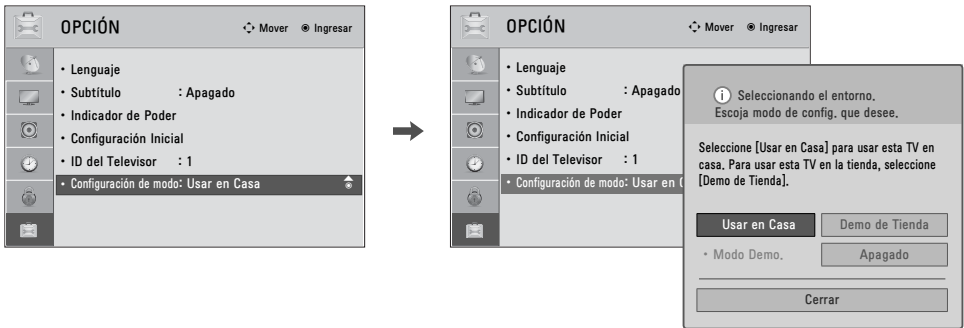 OPCIÓN Mover Ingresar
• Lenguaje
• Subtítulo : Apagado
• Indicador de Poder
• Configuración Inicial
• ID del Televisor : 1
• Configuración de modo: Usar en Casa
OPCIÓN Mover Ingresar
• Lenguaje
• Subtítulo : Apagado
• Indicador de Poder
• Configuración Inicial
• ID del Televisor : 1
• Configuración de modo: Usar en
i Seleccionando el entorno.
Escoja modo de config. que desee.
Seleccione [Usar en Casa] para usar esta TV en
casa. Para usar esta TV en la tienda, seleccione
[Demo de Tienda].
Usar en Casa Demo de Tienda
• Modo Demo. Apagado
Cerrar